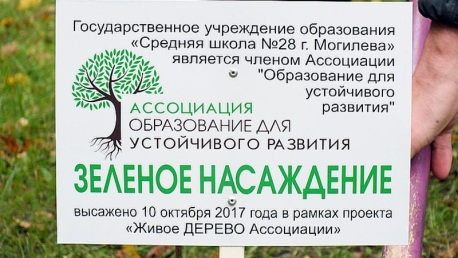 Государственное учреждение образования
«Средняя школа №28 г. Могилева»
является членом Ассоциации
"Образование для
устойчивого
развития"
АССОЦИАЦИЯ
ОБРАЗОВАНИЕ ДЛЯ
УСТОЙЧИВОГО РАЗВИТИЯ
ЗЕЛЕНОЕ НАСАЖДЕНИЕ
высажено 10 октября 2017 года в рамках проекта
«Живое ДЕРЕВО Ассоциации»